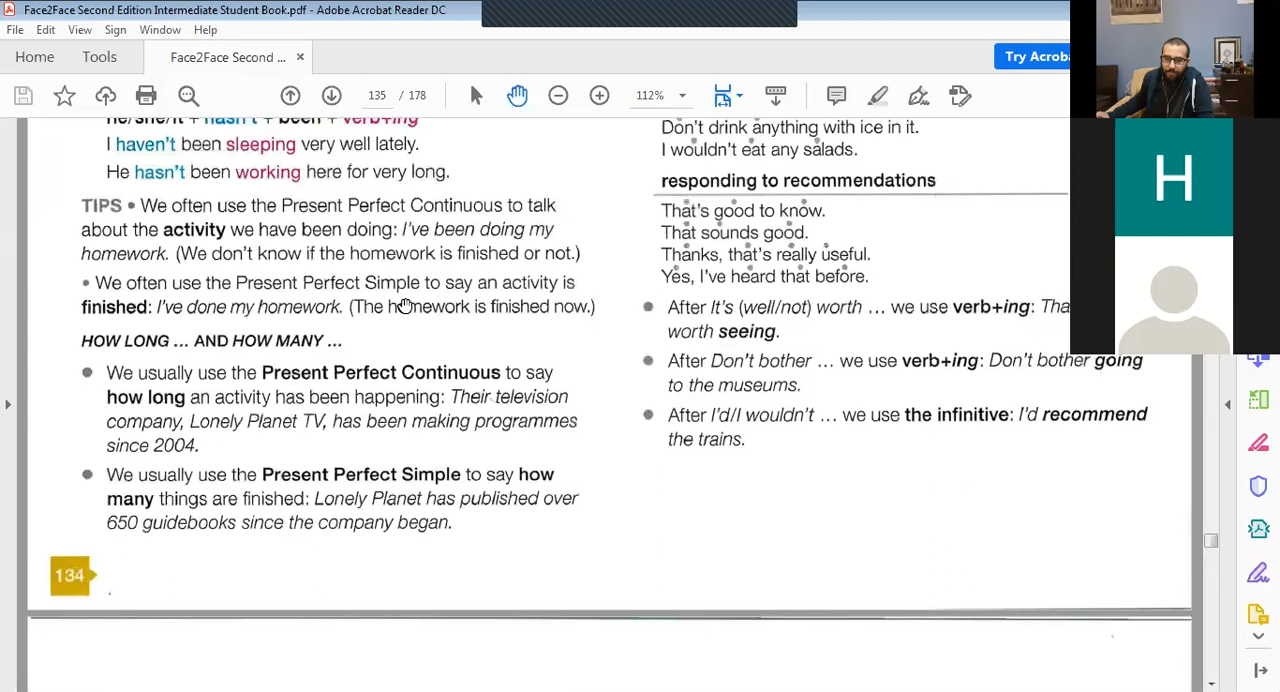 Face2Face Second Edition Intermediate Student Book.pdf - Adobe Acrobat Reader DC
File Edit View Sign Window Help
Home Tools Face2Face Second ... × Try Acroba
135 / 178 112%
He/she/it + hasn't + been + verb+ing
I haven't been sleeping very well lately.
He hasn't been working here for very long.
TIPS • We often use the Present Perfect Continuous to talk
about the activity we have been doing: I've been doing my
homework. (We don't know if the homework is finished or not.)
• We often use the Present Perfect Simple to say an activity is
finished: I've done my homework. (The homework is finished now.)
HOW LONG ... AND HOW MANY ...
• We usually use the Present Perfect Continuous to say
how long an activity has been happening: Their television
company, Lonely Planet TV, has been making programmes
since 2004.
• We usually use the Present Perfect Simple to say how
many things are finished: Lonely Planet has published over
650 guidebooks since the company began.
134
Don't drink anything with ice in it.
I wouldn't eat any salads.
responding to recommendations
That's good to know.
That sounds good.
Thanks, that's really useful.
Yes, I've heard that before.
• After It's (well/not) worth ... we use verb+ing: Tha
worth seeing.
• After Don't bother ... we use verb+ing: Don't bother going
to the museums.
• After I'd/I wouldn't ... we use the infinitive: I'd recommend
the trains.
H